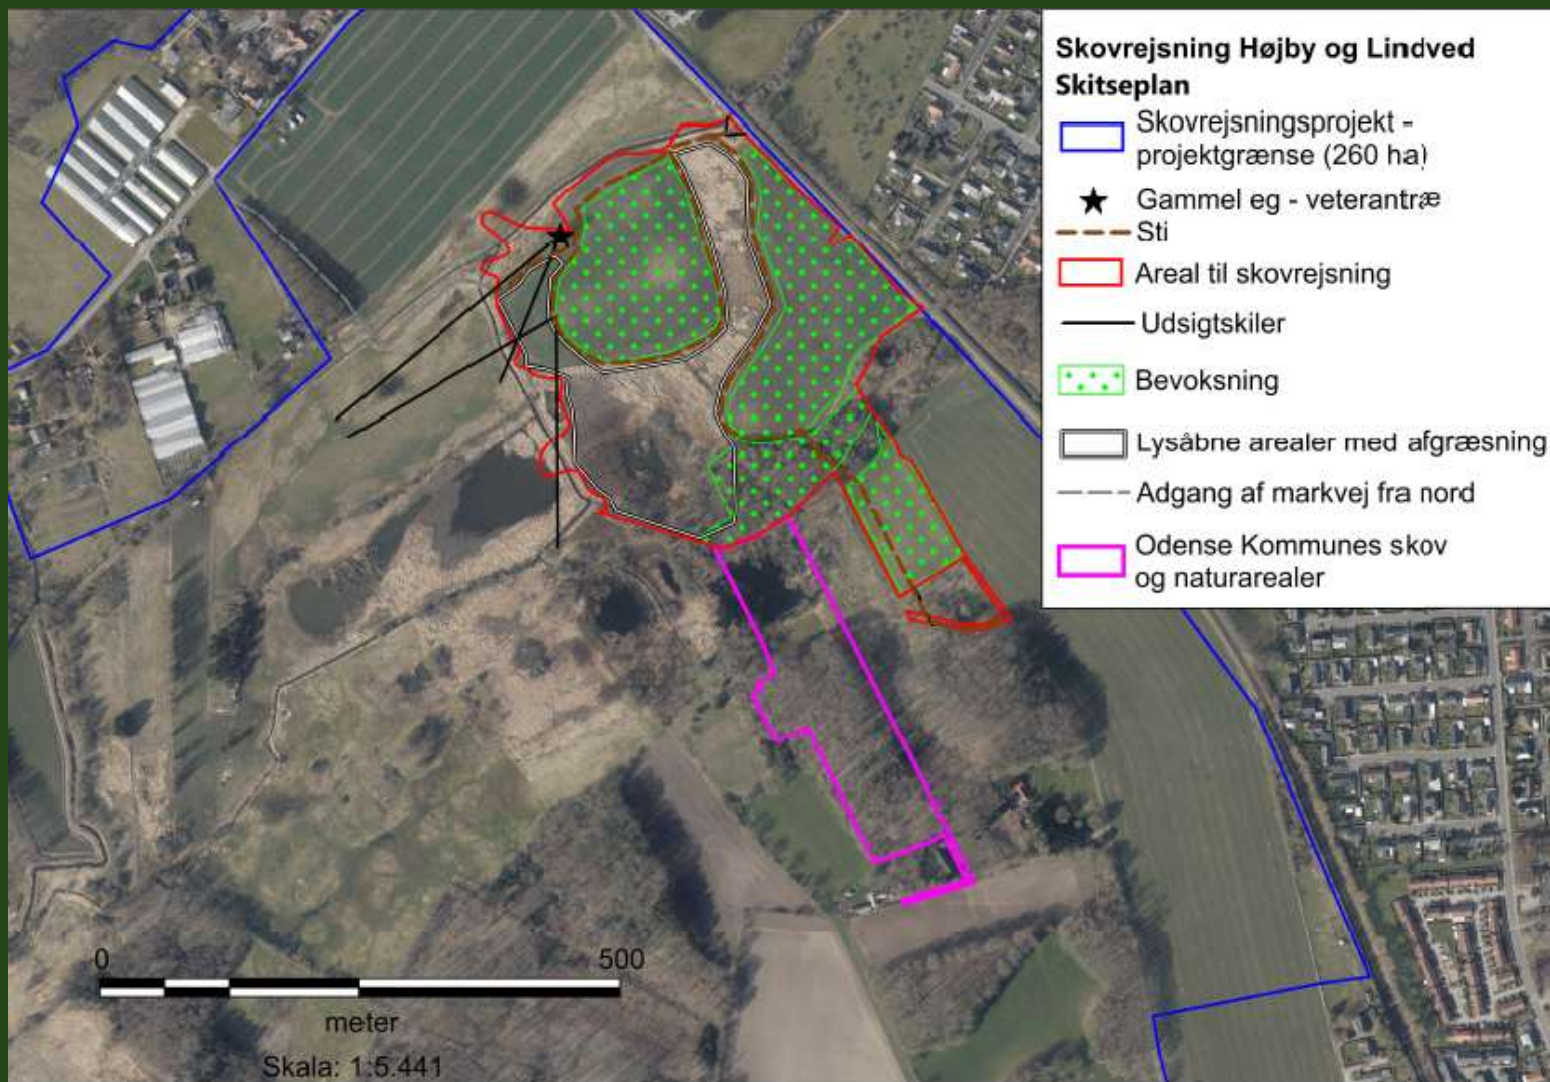 Skovrejsning Højby og Lindved
Skitseplan
Skovrejsningsprojekt -
projektgrænse (260 ha)
Gammel eg - veterantræ
Sti
Areal til skovrejsning
Udsigtskiler
Bevoksning
Lysåbne arealer med afgræsning
Adgang af markvej fra nord
Odense Kommunes skov
og naturarealer
0 500
meter
Skala: 1:5.441